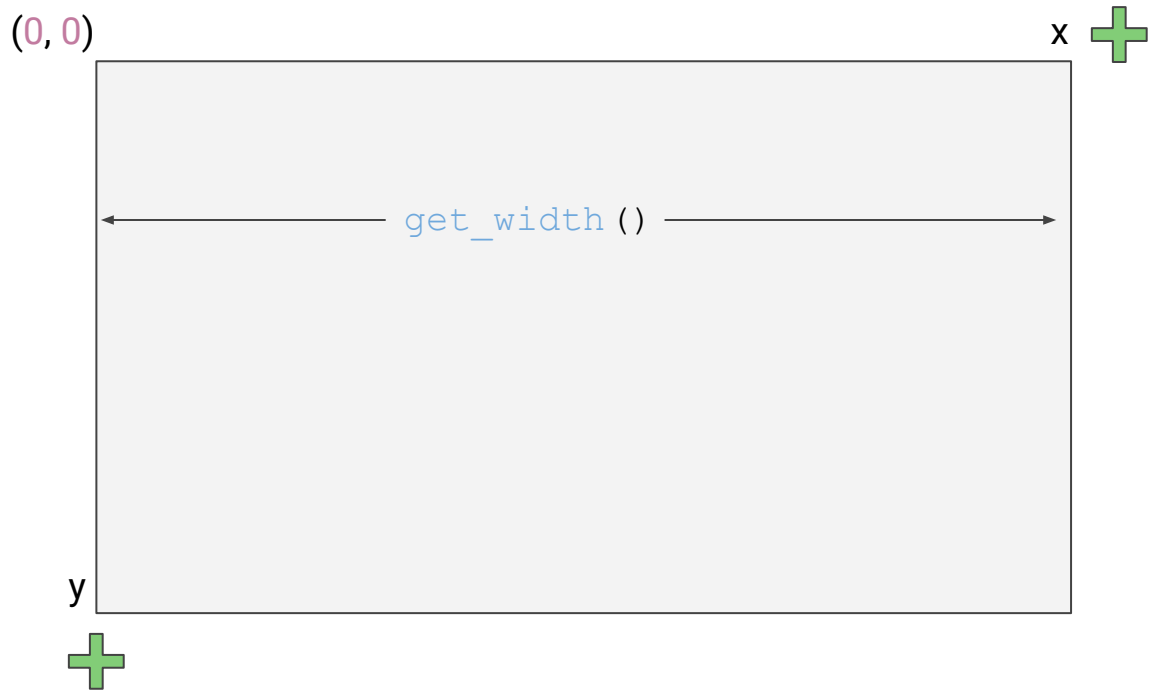 (0, 0)
x
get_width()
y